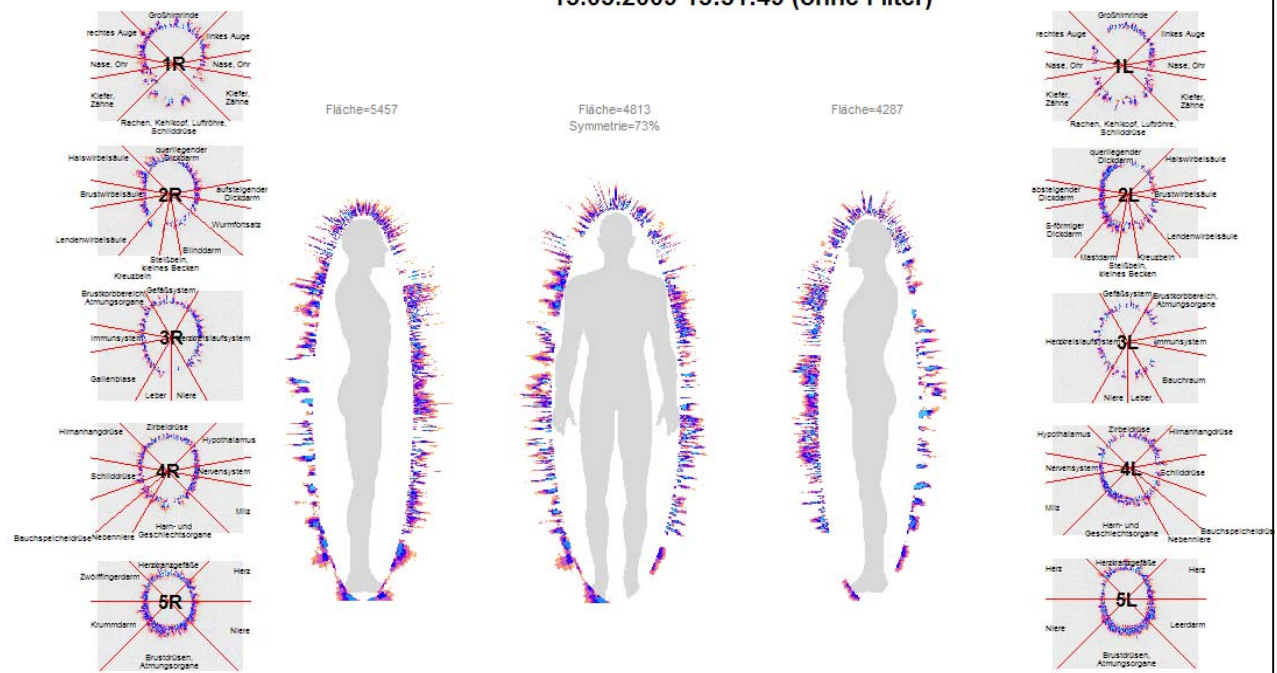 Großhirnrinde
rechtes Auge
linkes Auge
Nase, Ohr
1R
Nase, Ohr
Kiefer,
Zähne
Kiefer,
Zähne
Rachen, Kehlkopf, Luftröhre,
Schilddrüse
querliegender
Dickdarm
Halswirbelsäule
Brustwirbelsäule
2R
aufsteigender
Dickdarm
Wurmfortsatz
Lendenwirbelsäule
Blinddarm
Steißbein,
kleines Becken
Kreuzbein
Gefäßsystem
Brustkorbbereich,
Atmungsorgane
Immunsystem
3R
Herzkreislaufsystem
Gallenblase
Leber
Niere
Zirbeldrüse
Hirnanhangdrüse
Hypothalamus
Schilddrüse
4R
Nervensystem
Milz
Harn- und
Geschlechtsorgane
Bauchspeicheldrüse
Nebenniere
Herzkranzgefäße
Zwölffingerdarm
Herz
5R
Krummdarm
Niere
Brustdrüsen,
Atmungsorgane
Fläche=5457
Fläche=4813
Symmetrie=73%
Fläche=4287
Großhirnrinde
rechtes Auge
linkes Auge
Nase, Ohr
1L
Nase, Ohr
Kiefer,
Zähne
Kiefer,
Zähne
Rachen, Kehlkopf, Luftröhre,
Schilddrüse
querliegender
Dickdarm
Halswirbelsäule
absteigender
Dickdarm
2L
Brustwirbelsäule
S-förmiger
Dickdarm
Lendenwirbelsäule
Mastdarm
Kreuzbein
Steißbein,
kleines Becken
Gefäßsystem
Brustkorbbereich,
Atmungsorgane
Herzkreislaufsystem
3L
Immunsystem
Bauchraum
Niere
Leber
Zirbeldrüse
Hypothalamus
Hirnanhangdrüse
Nervensystem
4L
Schilddrüse
Milz
Harn- und
Geschlechtsorgane
Bauchspeicheldrüs
Nebenniere
Herzkranzgefäße
Herz
5L
Niere
Leerdarm
Brustdrüsen,
Atmungsorgane